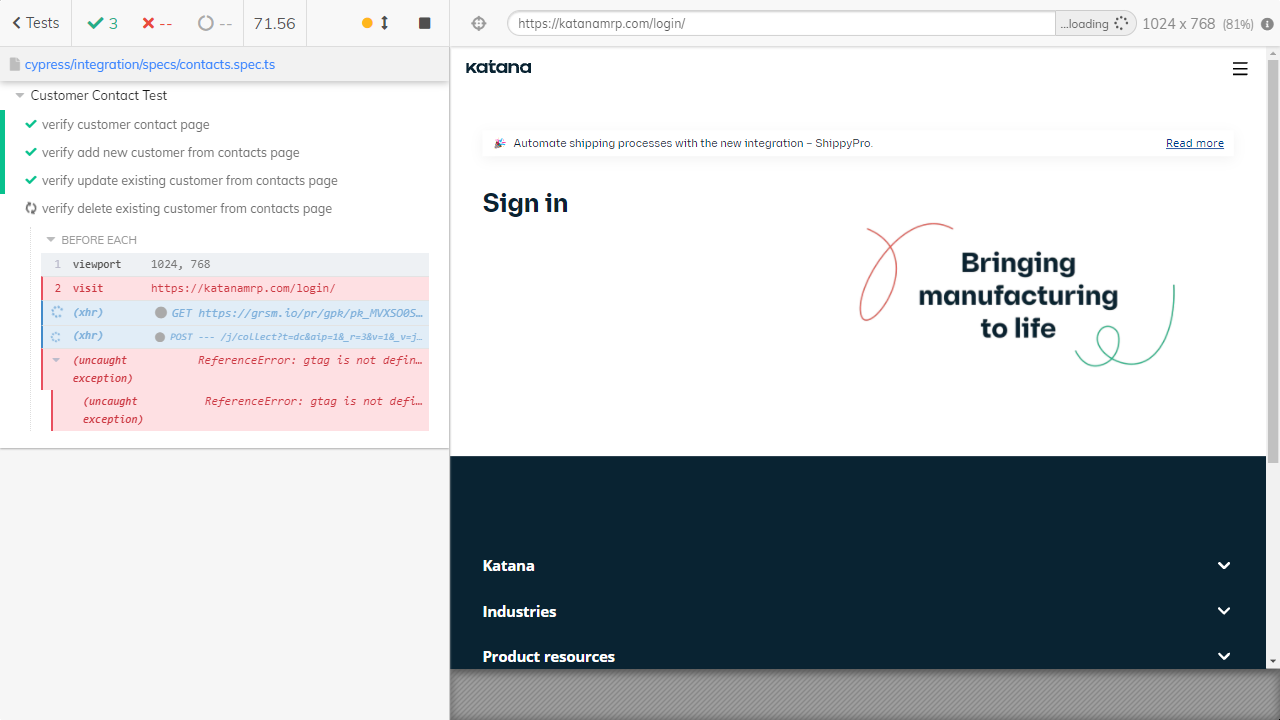 Tests
3
--
--
71.56
https://katanamrp.com/login/
...loading
1024 x 768 (81%)
cypress/integration/specs/contacts.spec.ts
Customer Contact Test
verify customer contact page
verify add new customer from contacts page
verify update existing customer from contacts page
verify delete existing customer from contacts page
BEFORE EACH
1 viewport 1024, 768
2 visit https://katanamrp.com/login/
(xhr) GET https://grsm.io/pr/gpk/pk_MVXSO0S...
(xhr) POST --- /j/collect?t=dc&aip=1&_r=3&v=1&_v=j...
(uncaught exception) ReferenceError: gtag is not defin...
(uncaught exception) ReferenceError: gtag is not defi...
katana
Automate shipping processes with the new integration – ShippyPro.
Read more
Sign in
Bringing
manufacturing
to life
Katana
Industries
Product resources